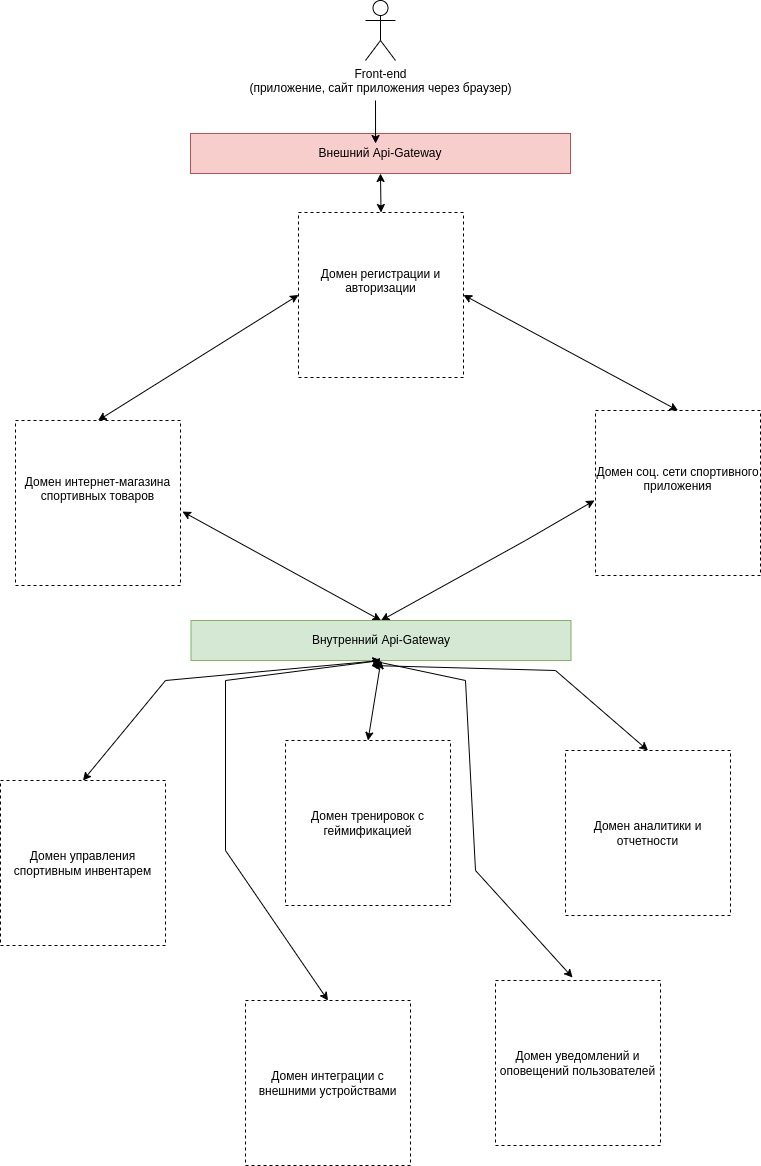 Front-end
(приложение, сайт приложения через браузер)
Внешний Api-Gateway
Домен регистрации и
авторизации
Домен интернет-магазина
спортивных товаров
Домен соц. сети спортивного
приложения
Внутренний Api-Gateway
Домен управления
спортивным инвентарем
Домен тренировок с
геймификацией
Домен аналитики и
отчетности
Домен интеграции с
внешними устройствами
Домен уведомлений и
оповещений пользователей